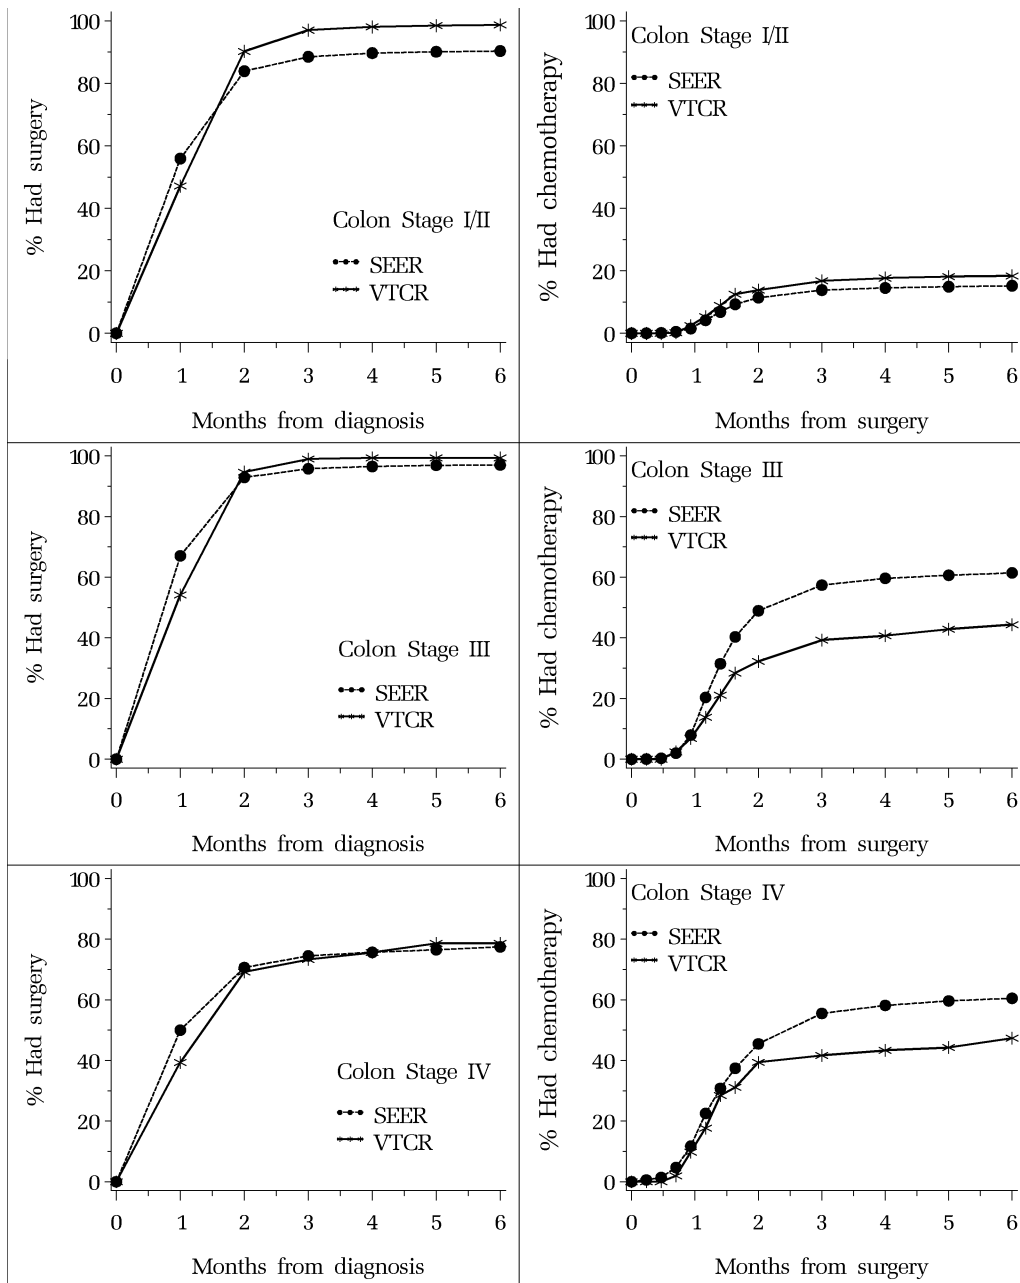 % Had surgery
100
80
60
40
20
0
Colon Stage I/II
SEER
VTCR
0 1 2 3 4 5 6
Months from diagnosis
% Had chemotherapy
100
80
60
40
20
0
Colon Stage I/II
SEER
VTCR
0 1 2 3 4 5 6
Months from surgery
% Had surgery
100
80
60
40
20
0
Colon Stage III
SEER
VTCR
0 1 2 3 4 5 6
Months from diagnosis
% Had chemotherapy
100
80
60
40
20
0
Colon Stage III
SEER
VTCR
0 1 2 3 4 5 6
Months from surgery
% Had surgery
100
80
60
40
20
0
Colon Stage IV
SEER
VTCR
0 1 2 3 4 5 6
Months from diagnosis
% Had chemotherapy
100
80
60
40
20
0
Colon Stage IV
SEER
VTCR
0 1 2 3 4 5 6
Months from surgery